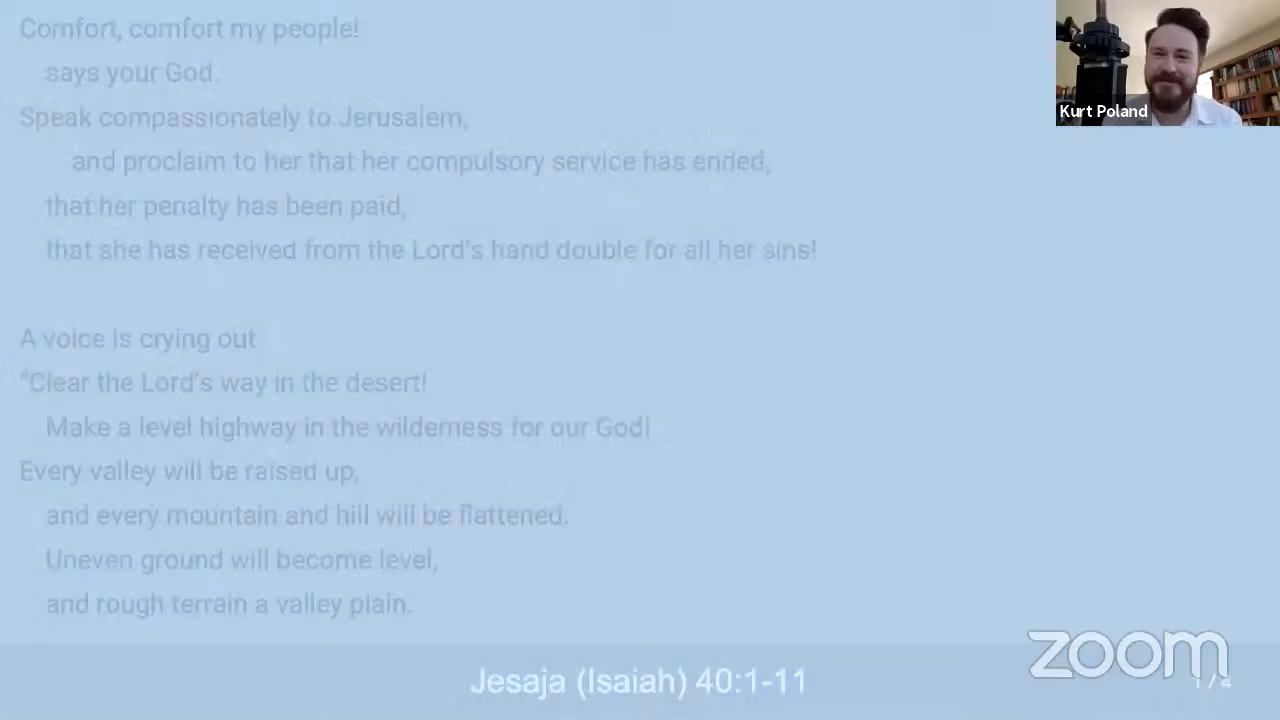 Comfort, comfort my people!
says your God.
Speak compassionately to Jerusalem,
and proclaim to her that her compulsory service has ended,
that her penalty has been paid,
that she has received from the Lord's hand double for all her sins!
A voice is crying out
"Clear the Lord's way in the desert!
Make a level highway in the wilderness for our God!
Every valley will be raised up,
and every mountain and hill will be flattened.
Uneven ground will become level,
and rough terrain a valley plain.
Jesaja (Isaiah) 40:1-11
1 / 4
zoom
Kurt Poland